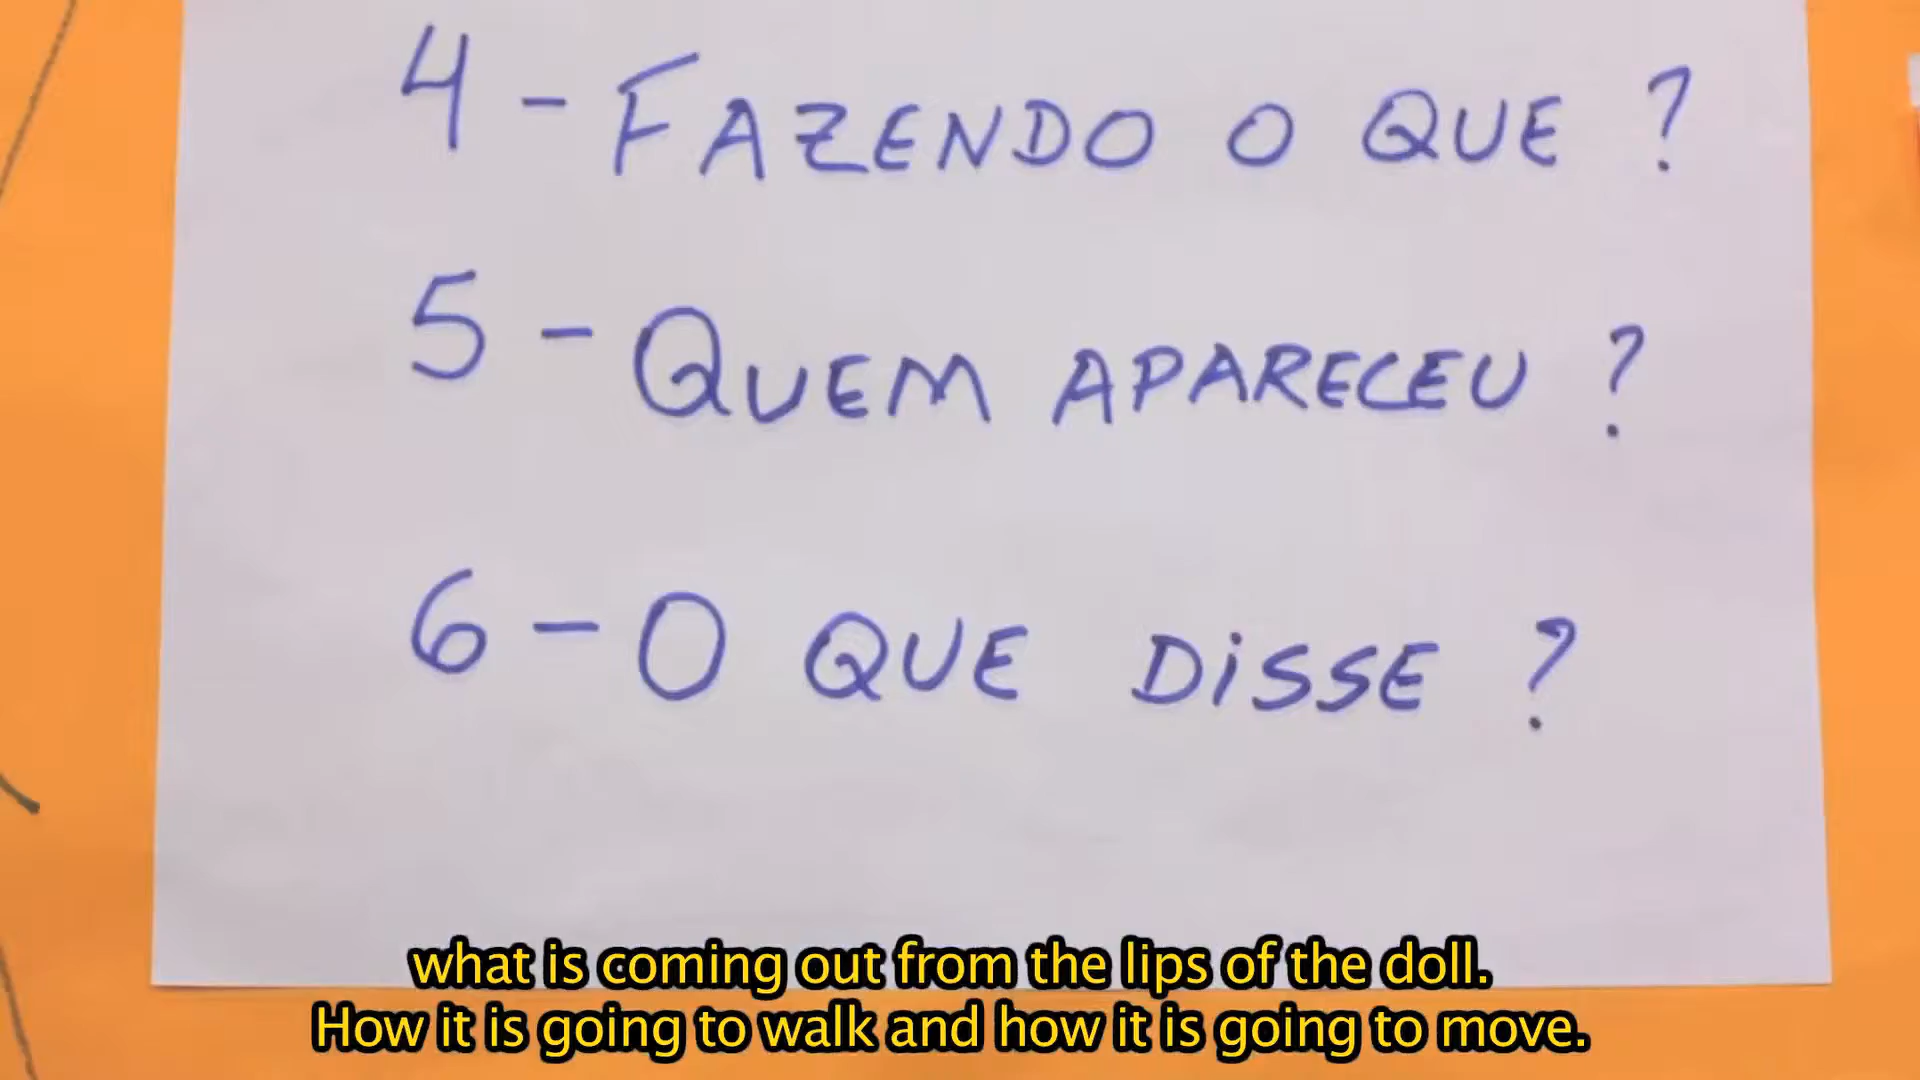 4 - FAZENDO O QUE ?
5 - QUEM APARECEU ?
6 - O QUE DISSE ?
what is coming out from the lips of the doll.
How it is going to walk and how it is going to move.